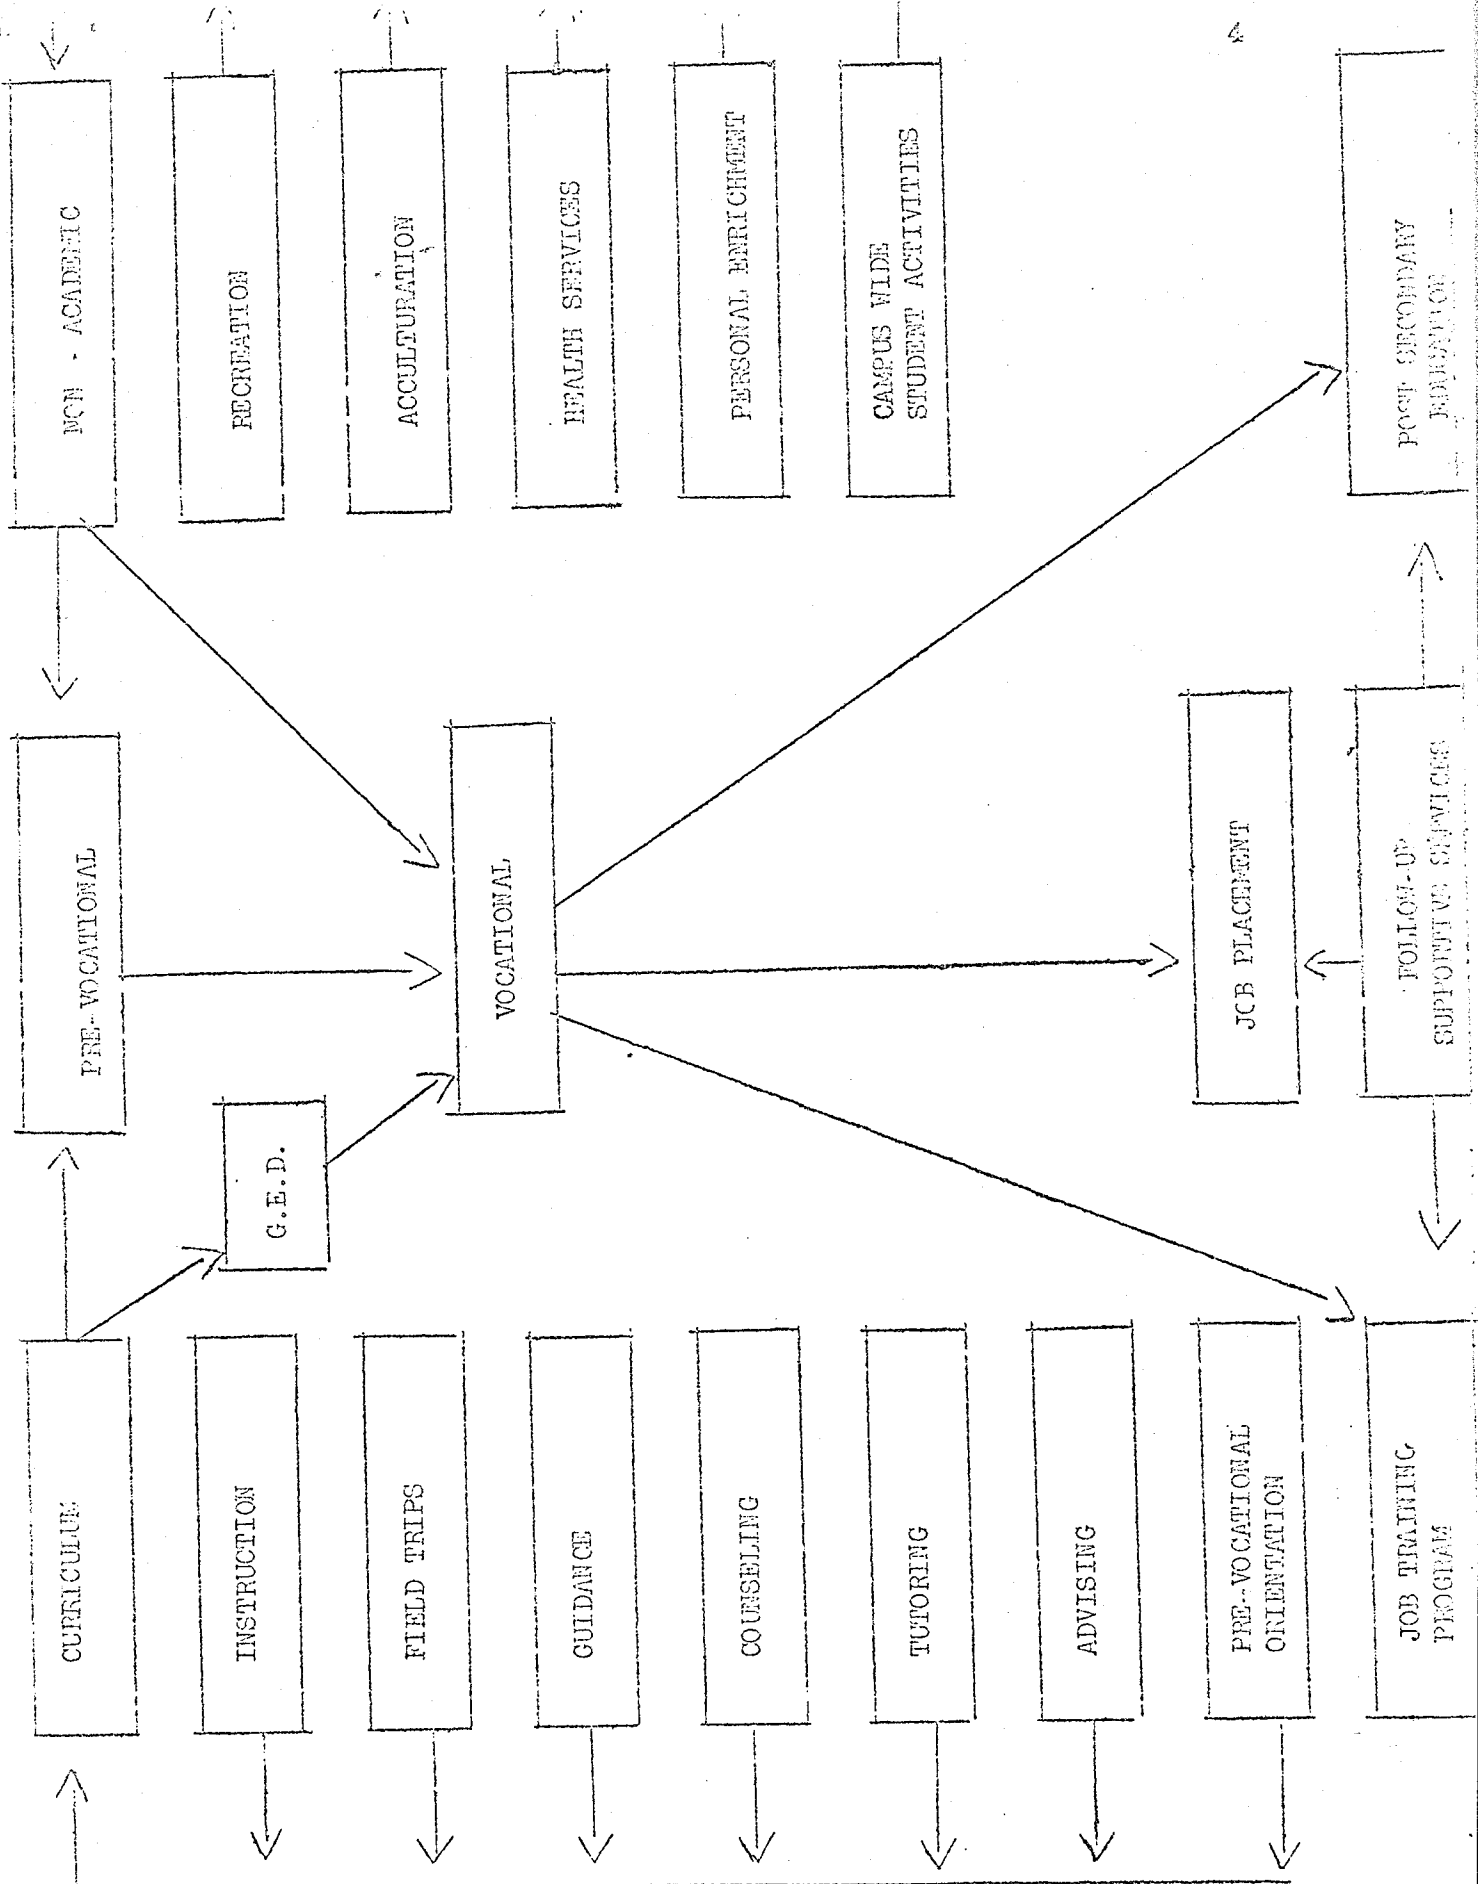 4
CURRICULUM
PRE-VOCATIONAL
NON - ACADEMIC
INSTRUCTION
G.E.D.
RECREATION
FIELD TRIPS
ACCULTURATION
GUIDANCE
VOCATIONAL
HEALTH SERVICES
COUNSELING
PERSONAL ENRICHMENT
TUTORING
CAMPUS WIDE
STUDENT ACTIVITIES
ADVISING
PRE-VOCATIONAL
ORIENTATION
JOB PLACEMENT
JOB TRAINING
PROGRAM
FOLLOW-UP
SUPPORTIVE SERVICES
POST SECONDARY
EDUCATION